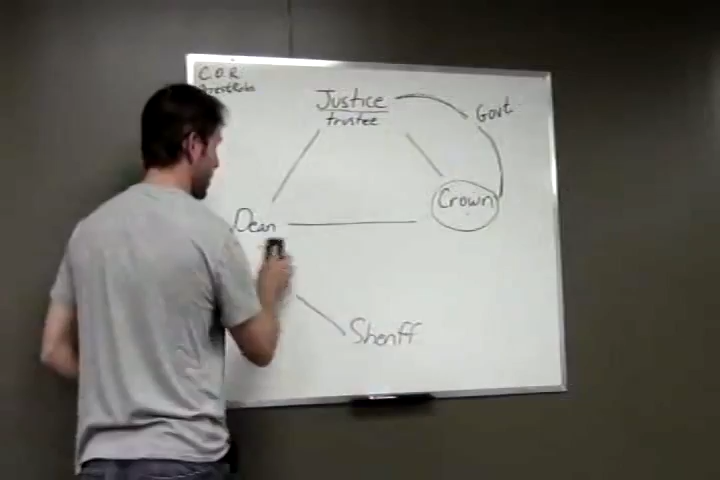 C.O.R.
Justice
trustee
Govt.
Crown
Dean
Sheriff